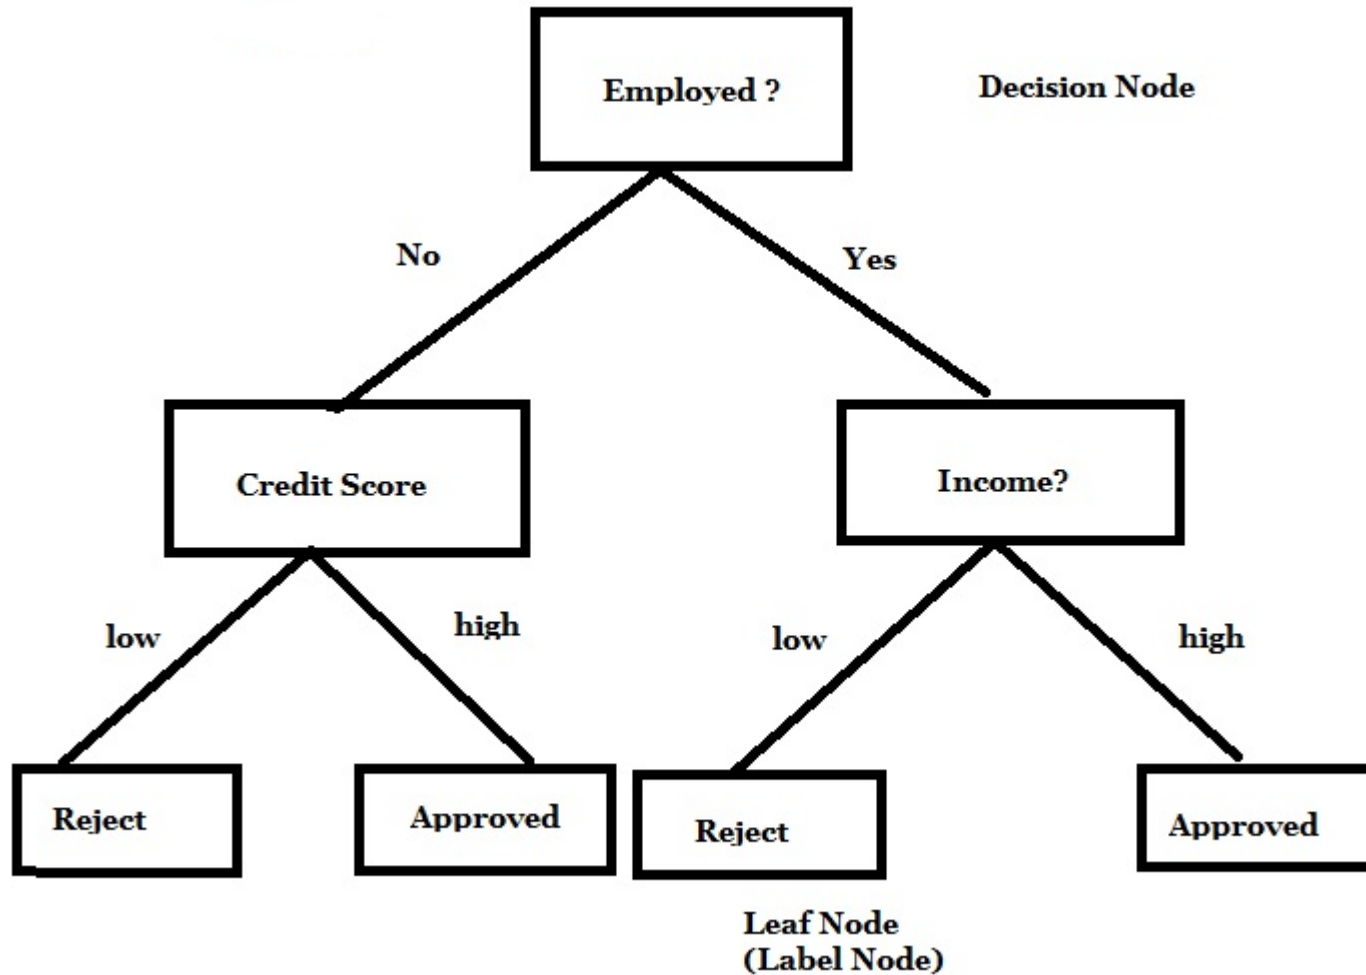 Employed ?
Decision Node
No
Yes
Credit Score
Income?
low
high
low
high
Reject
Approved
Reject
Approved
Leaf Node
(Label Node)